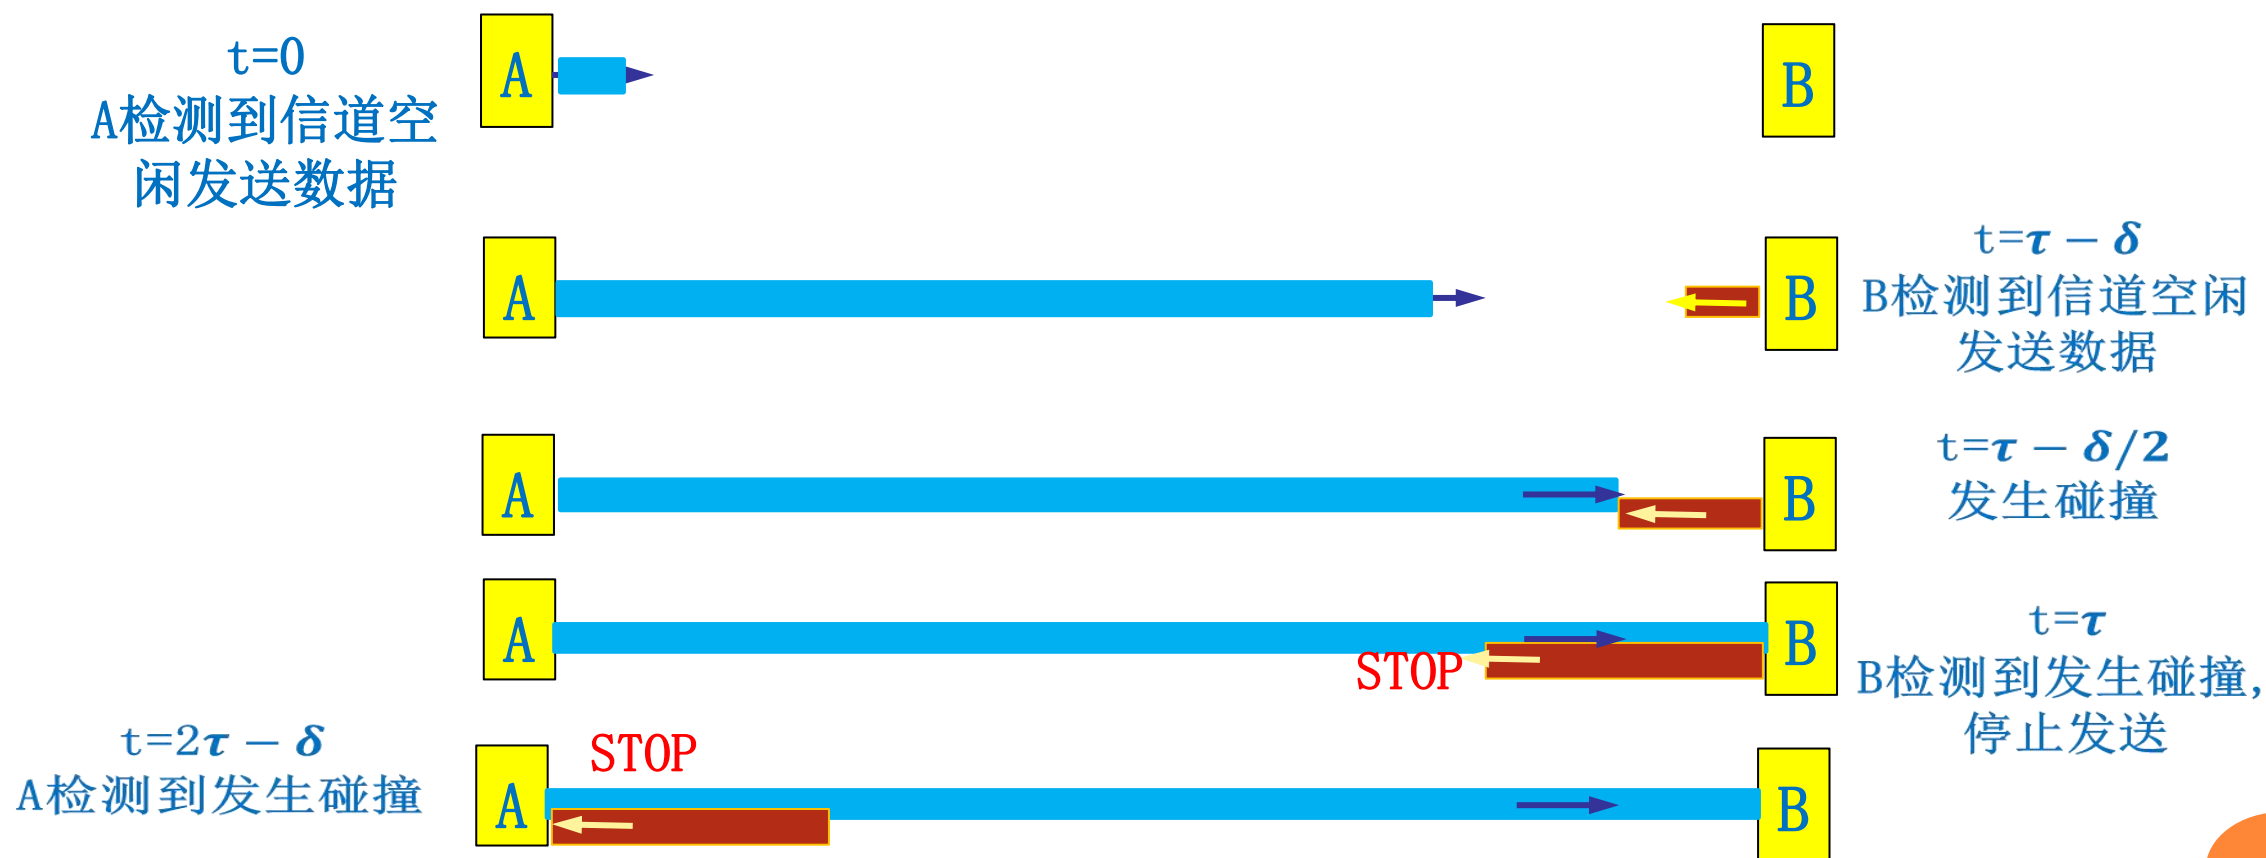 t=0
A检测到信道空
闲发送数据
A
B
A
B
t=τ − δ
B检测到信道空闲
发送数据
A
B
t=τ − δ/2
发生碰撞
A
STOP
B
t=τ
B检测到发生碰撞,
停止发送
t=2τ − δ
A检测到发生碰撞
A
STOP
B